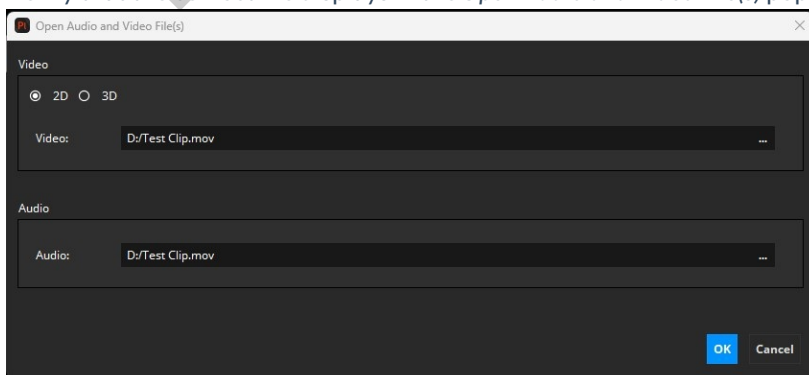 Pt Open Audio and Video File(s)
Video
2D 3D
Video: D:/Test Clip.mov ...
Audio
Audio: D:/Test Clip.mov ...
OK Cancel